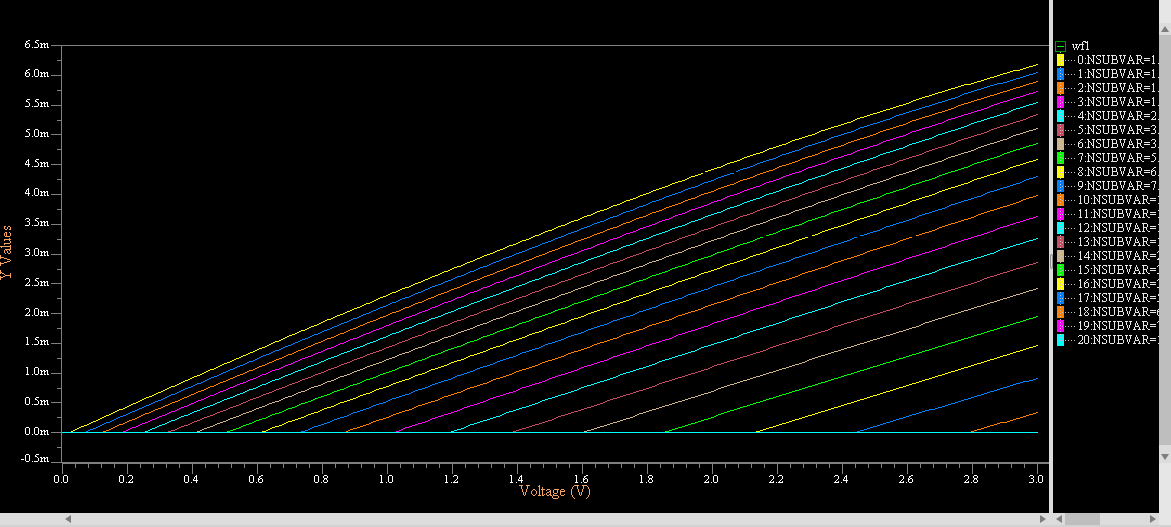 6.5m
6.0m
5.5m
5.0m
4.5m
4.0m
3.5m
3.0m
2.5m
2.0m
1.5m
1.0m
0.5m
0.0m
-0.5m
Y Values
0.0 0.2 0.4 0.6 0.8 1.0 1.2 1.4 1.6 1.8 2.0 2.2 2.4 2.6 2.8 3.0
Voltage (V)
wf1
0:NSUBVAR=1.
1:NSUBVAR=1.
2:NSUBVAR=1.
3:NSUBVAR=1.
4:NSUBVAR=2.
5:NSUBVAR=3.
6:NSUBVAR=3.
7:NSUBVAR=5.
8:NSUBVAR=6.
9:NSUBVAR=7.
10:NSUBVAR=
11:NSUBVAR=
12:NSUBVAR=
13:NSUBVAR=
14:NSUBVAR=
15:NSUBVAR=
16:NSUBVAR=
17:NSUBVAR=
18:NSUBVAR=
19:NSUBVAR=
20:NSUBVAR=